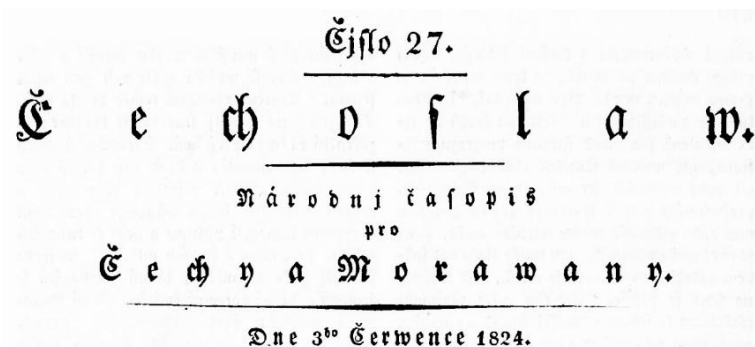 Čjſlo 27.
Čechoſlaw.
Národnj čaſopis
pro
Čechy a Morawany.
Dne 3ho Čerwence 1824.